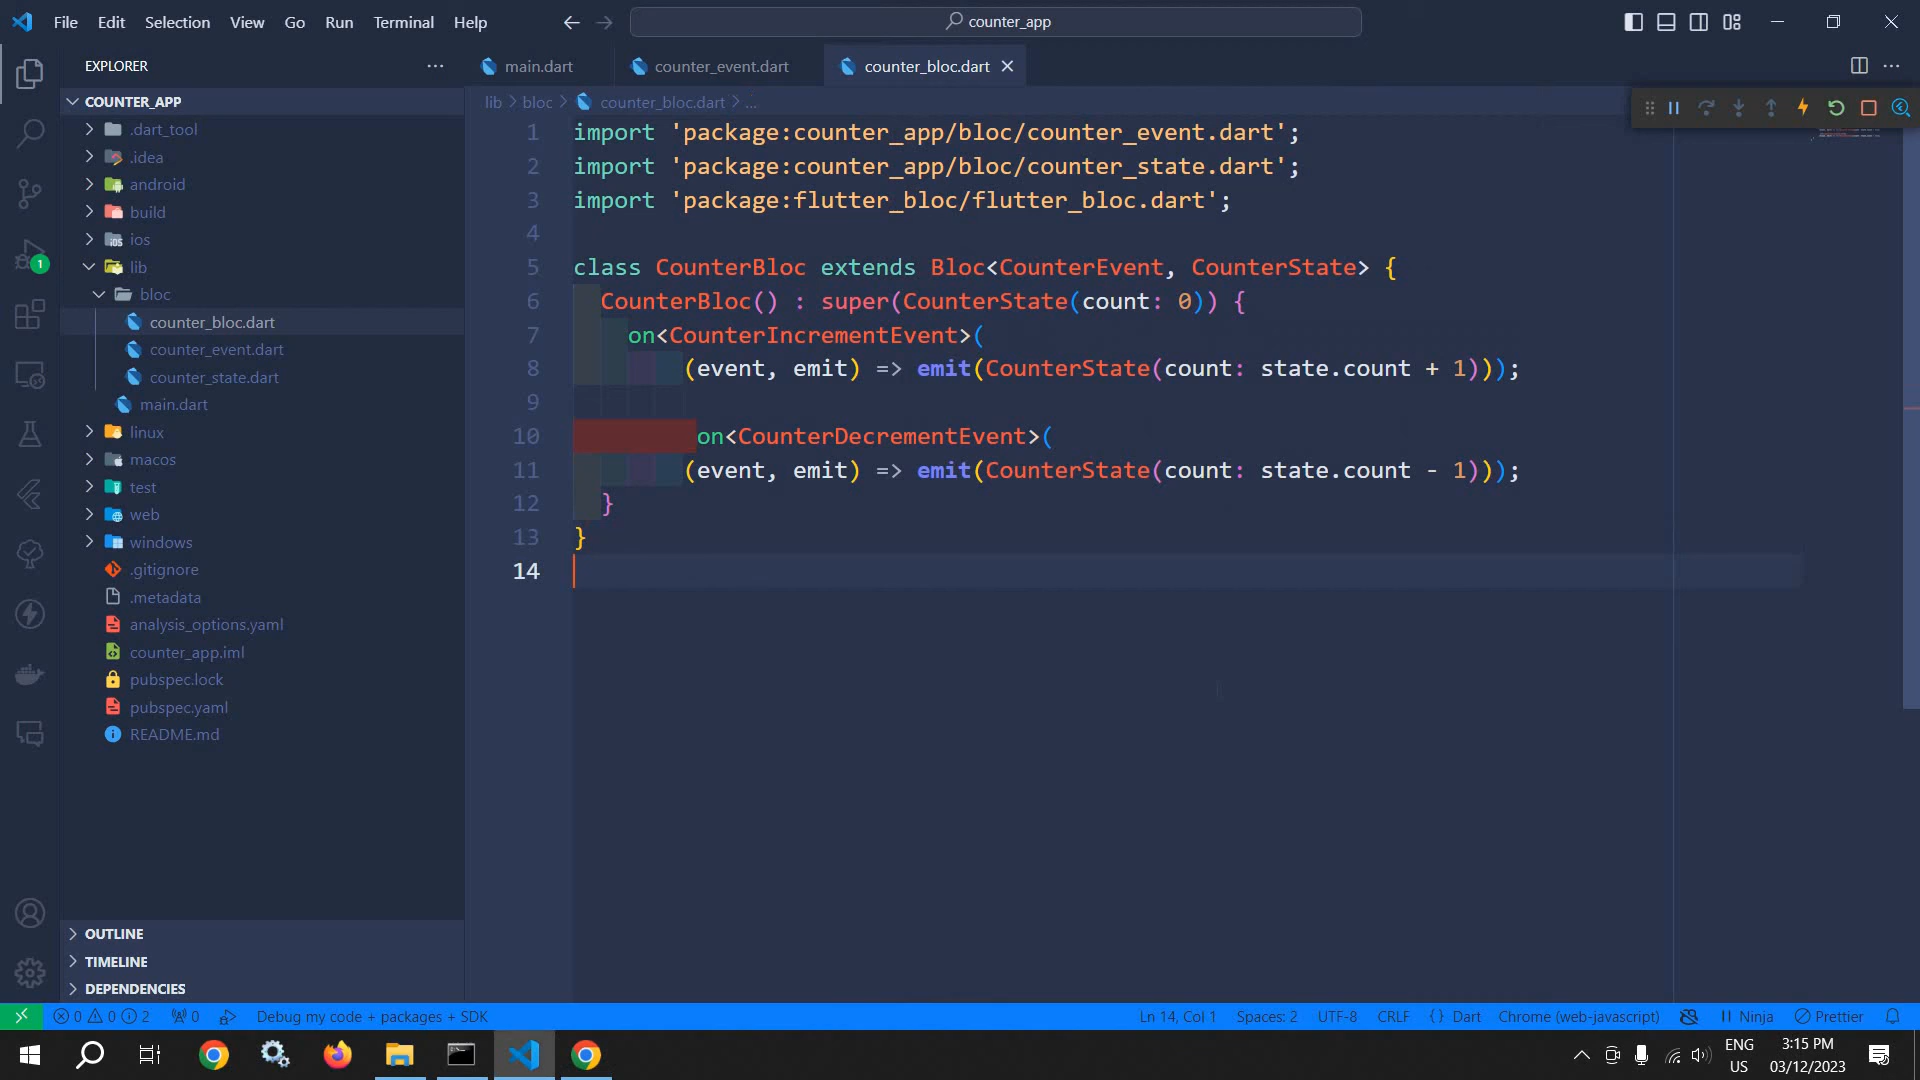 File Edit Selection View Go Run Terminal Help
counter_app
EXPLORER
main.dart
counter_event.dart
counter_bloc.dart
lib > bloc > counter_bloc.dart > ...
COUNTER_APP
.dart_tool
.idea
android
build
ios
lib
bloc
counter_bloc.dart
counter_event.dart
counter_state.dart
main.dart
linux
macos
test
web
windows
.gitignore
.metadata
analysis_options.yaml
counter_app.iml
pubspec.lock
pubspec.yaml
README.md
OUTLINE
TIMELINE
DEPENDENCIES
1
1 import 'package:counter_app/bloc/counter_event.dart';
2 import 'package:counter_app/bloc/counter_state.dart';
3 import 'package:flutter_bloc/flutter_bloc.dart';
4
5 class CounterBloc extends Bloc<CounterEvent, CounterState> {
6 CounterBloc() : super(CounterState(count: 0)) {
7 on<CounterIncrementEvent>(
8 (event, emit) => emit(CounterState(count: state.count + 1)));
9
10 on<CounterDecrementEvent>(
11 (event, emit) => emit(CounterState(count: state.count - 1)));
12 }
13 }
14
0 0 2 0 Debug my code + packages + SDK Ln 14, Col 1 Spaces: 2 UTF-8 CRLF {} Dart Chrome (web-javascript) Ninja Prettier
ENG
US
3:15 PM
03/12/2023